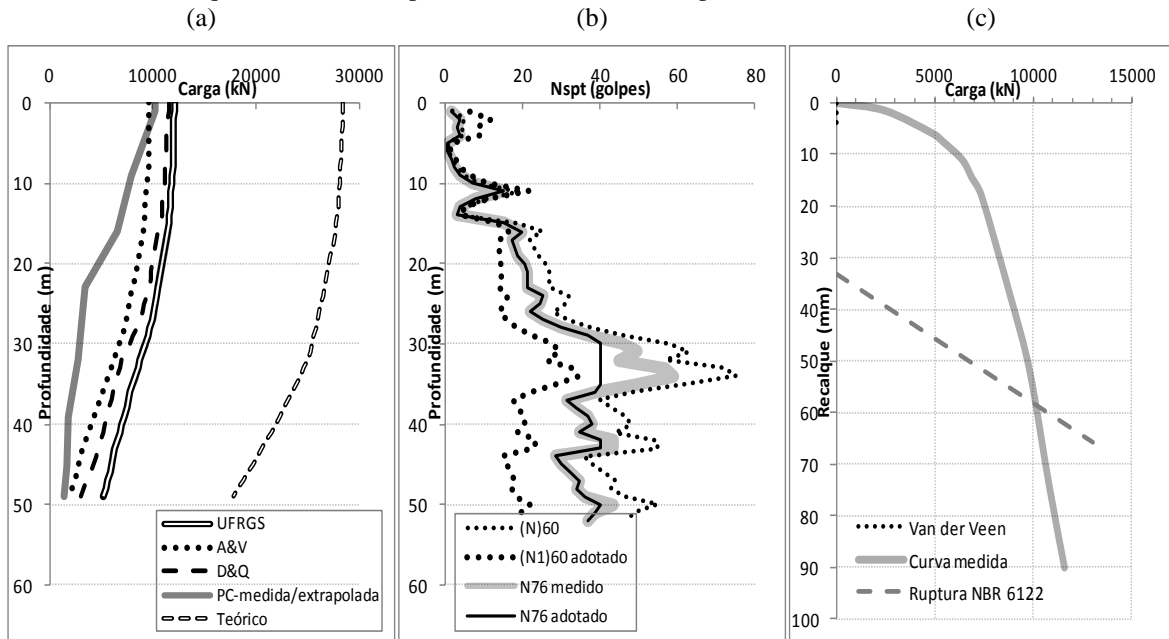 (a)
(b)
(c)
0 10000 20000 30000
Carga (kN)
0
10
20
30
40
50
60
Profundidade (m)
UFRGS
A&V
D&Q
PC-medida/extrapolada
Teórico
0 20 40 60 80
Nspt (golpes)
0
10
20
30
40
50
60
Profundidade (m)
(N)60
(N1)60 adotado
N76 medido
N76 adotado
0 5000 10000 15000
Carga (kN)
0
10
20
30
40
50
60
70
80
90
100
Recalque (mm)
Van der Veen
Curva medida
Ruptura NBR 6122